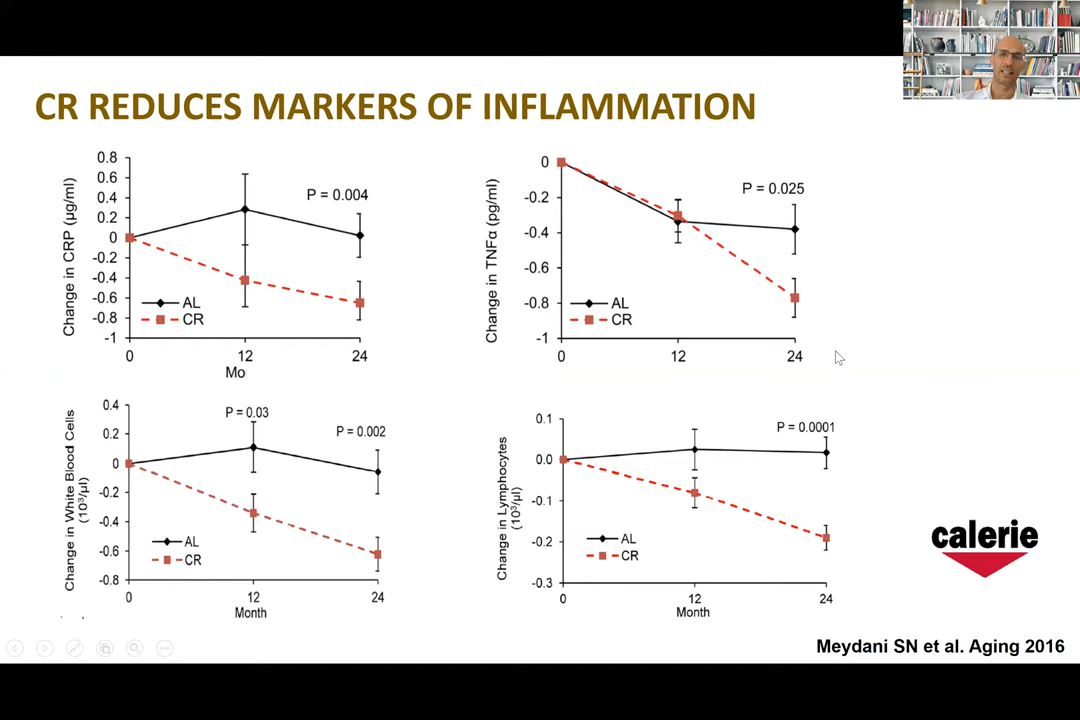 CR REDUCES MARKERS OF INFLAMMATION
Change in CRP (µg/ml)
0.8
0.6
0.4
0.2
0
-0.2
-0.4
-0.6
-0.8
-1
P = 0.004
AL
CR
0 12 24
Mo
Change in TNFα (pg/ml)
0
-0.2
-0.4
-0.6
-0.8
-1
P = 0.025
AL
CR
0 12 24
Change in White Blood Cells
(10³/µl)
0.4
0.2
0
-0.2
-0.4
-0.6
-0.8
P = 0.03
P = 0.002
AL
CR
0 12 24
Month
Change in Lymphocytes
(10³/µl)
0.1
0.0
-0.1
-0.2
-0.3
P = 0.0001
AL
CR
0 12 24
Month
calerie
Meydani SN et al. Aging 2016